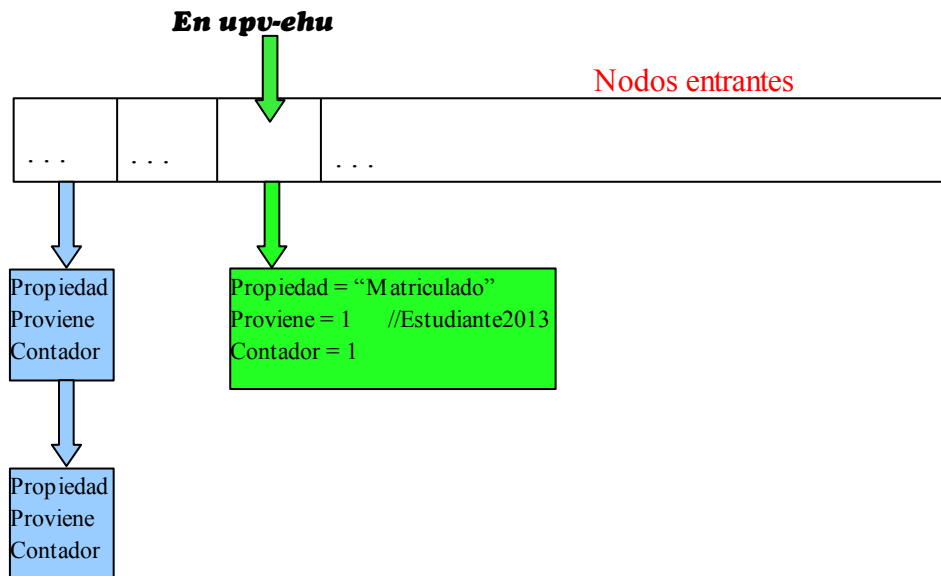 En upv-ehu
Nodos entrantes
. . .
. . .
. . .
Propiedad
Proviene
Contador
Propiedad = “Matriculado”
Proviene = 1 //Estudiante2013
Contador = 1
Propiedad
Proviene
Contador